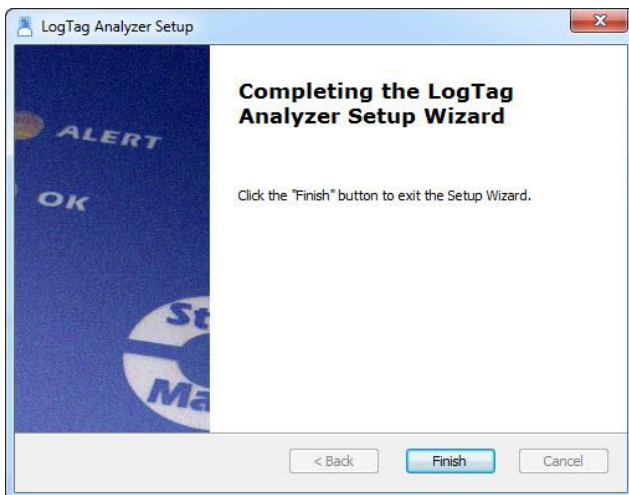 LogTag Analyzer Setup
Completing the LogTag
Analyzer Setup Wizard
ALERT
OK
Click the "Finish" button to exit the Setup Wizard.
< Back
Finish
Cancel